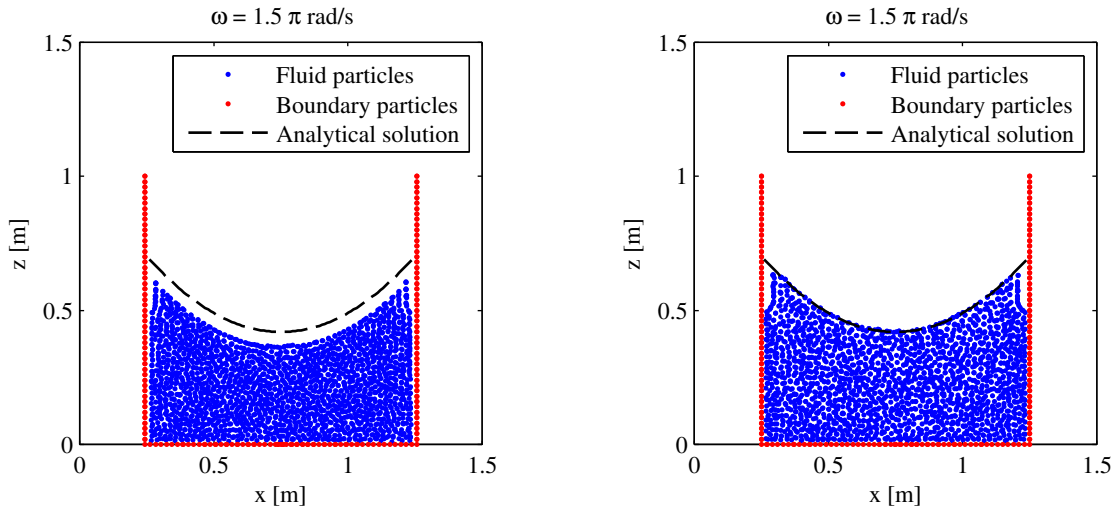 ω = 1.5 π rad/s
1.5
1
0.5
0
z [m]
Fluid particles
Boundary particles
Analytical solution
0
0.5
1
1.5
x [m]
ω = 1.5 π rad/s
1.5
1
0.5
0
z [m]
Fluid particles
Boundary particles
Analytical solution
0
0.5
1
1.5
x [m]